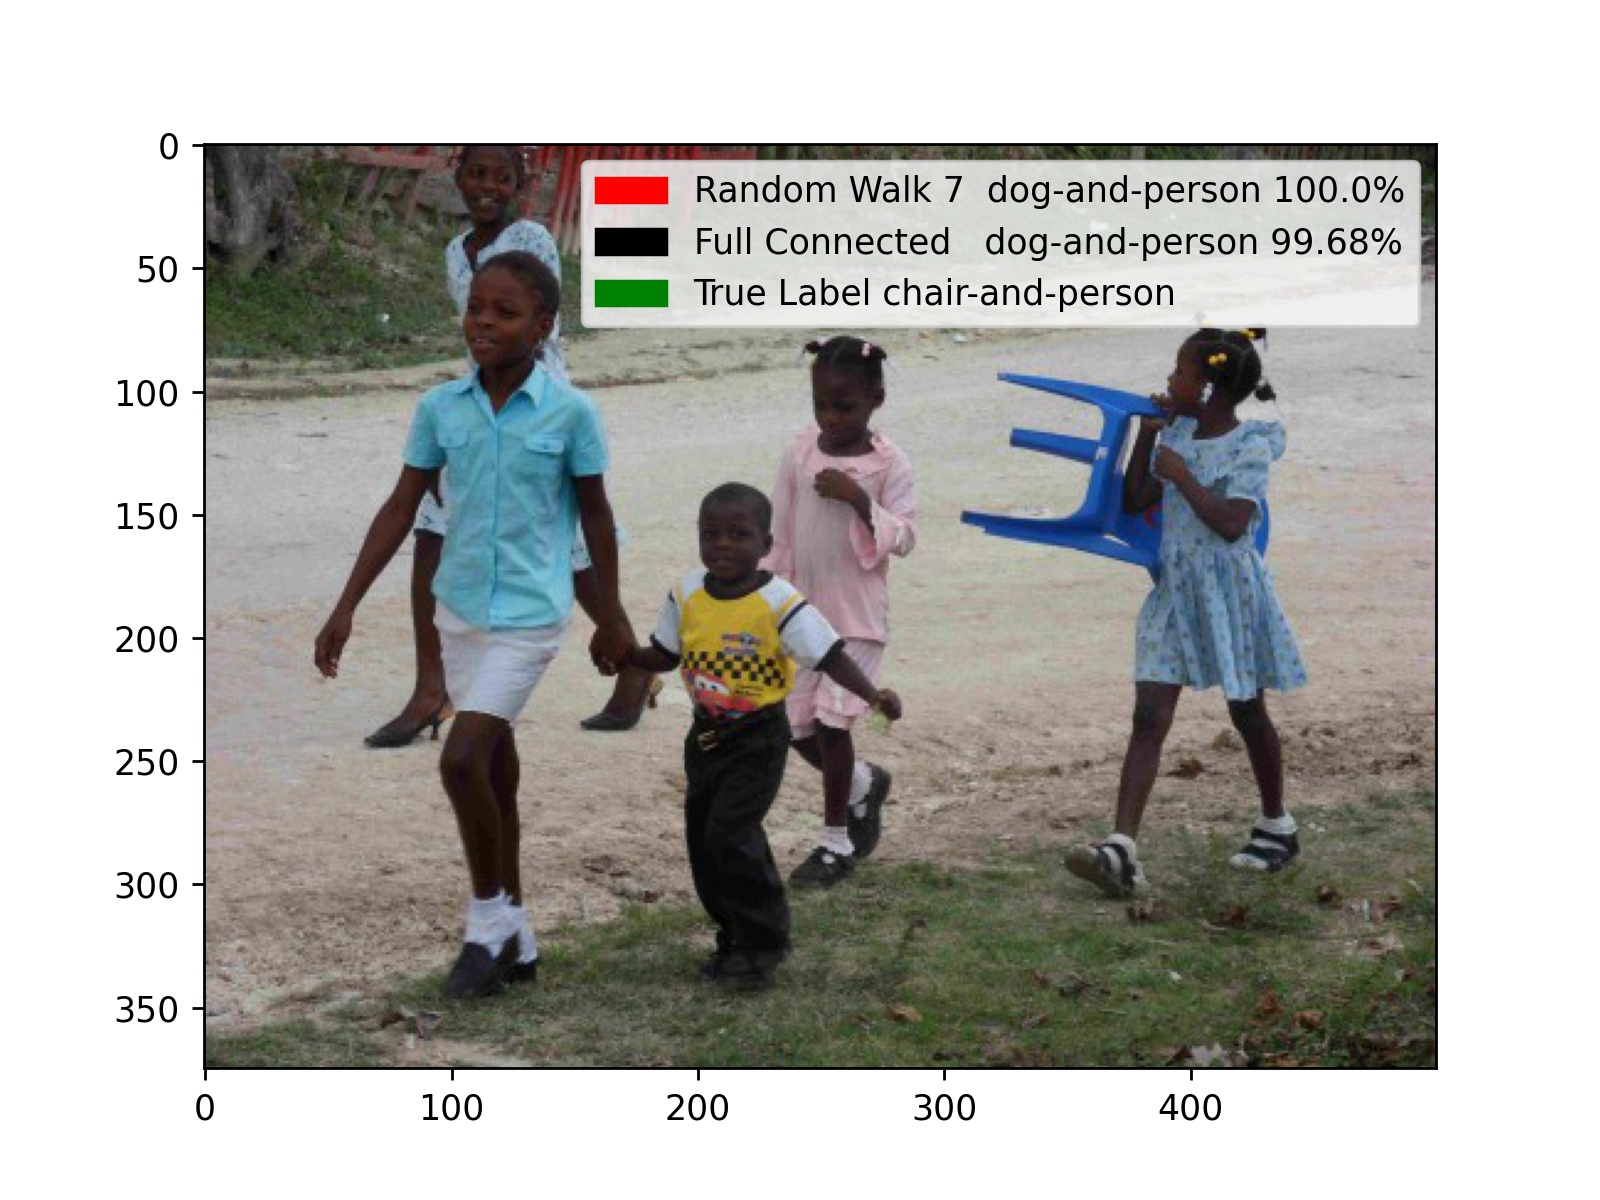 Random Walk 7 dog-and-person 100.0%
Full Connected dog-and-person 99.68%
True Label chair-and-person
0
50
100
150
200
250
300
350
0 100 200 300 400